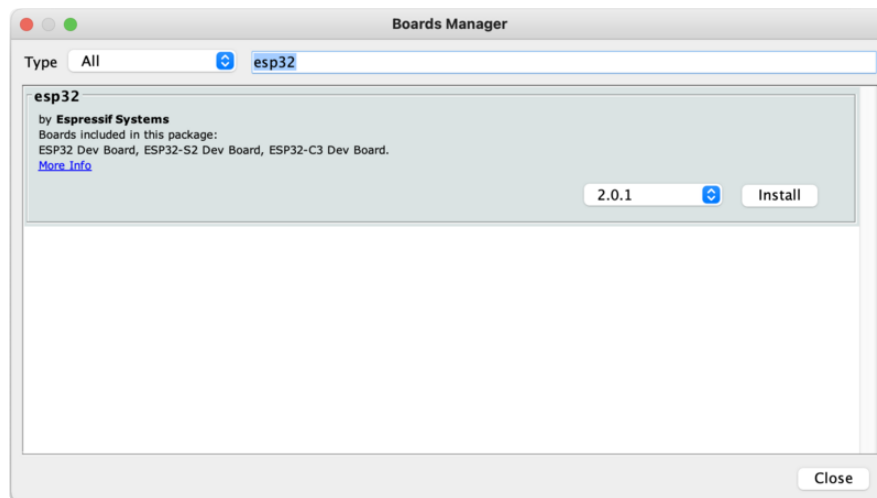 Boards Manager
Type All esp32
esp32
by Espressif Systems
Boards included in this package:
ESP32 Dev Board, ESP32-S2 Dev Board, ESP32-C3 Dev Board.
More Info
2.0.1 Install
Close